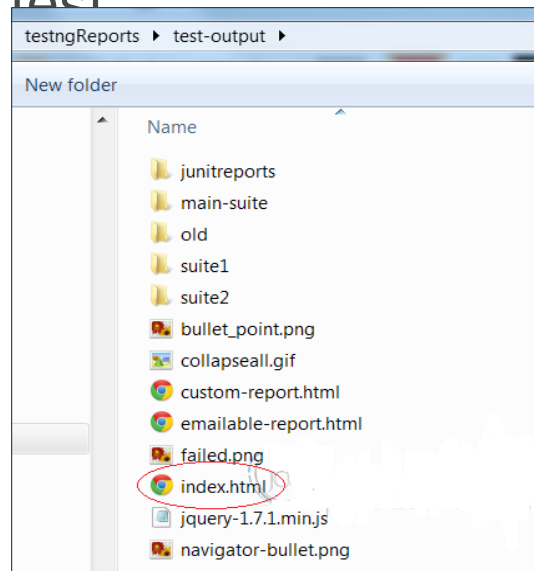 testngReports ▸ test-output ▸
New folder
Name
junitreports
main-suite
old
suite1
suite2
bullet_point.png
collapseall.gif
custom-report.html
emailable-report.html
failed.png
index.html
jquery-1.7.1.min.js
navigator-bullet.png